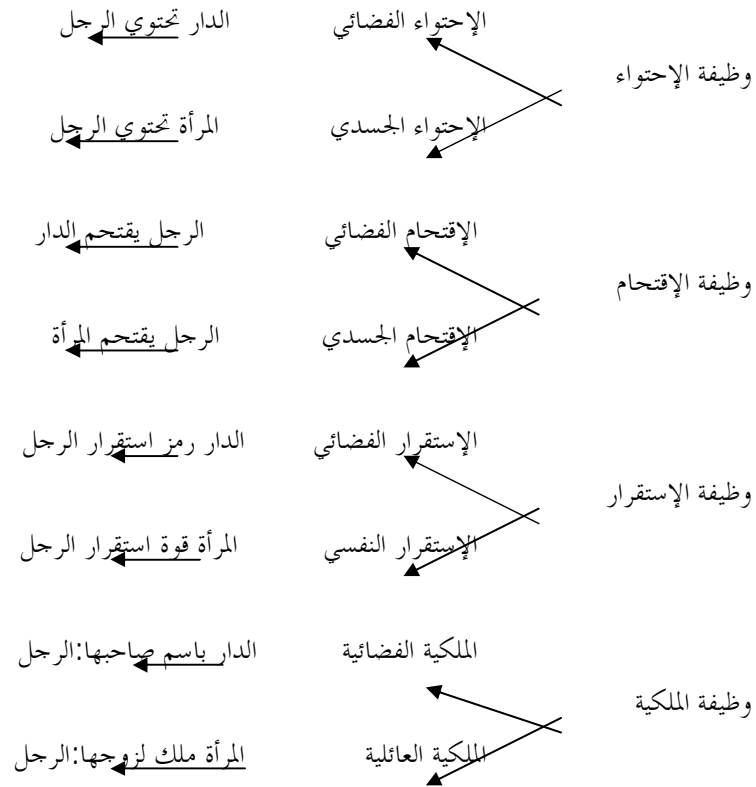 الإحتواء الفضائي الدار تحتوي الرجل
وظيفة الإحتواء
الإحتواء الجسدي المرأة تحتوي الرجل
الإقتحام الفضائي الرجل يقتحم الدار
وظيفة الإقتحام
الإقتحام الجسدي الرجل يقتحم المرأة
الإستقرار الفضائي الدار رمز استقرار الرجل
وظيفة الإستقرار
الإستقرار النفسي المرأة قوة استقرار الرجل
الملكية الفضائية الدار باسم صاحبها:الرجل
وظيفة الملكية
الملكية العائلية المرأة ملك لزوجها:الرجل